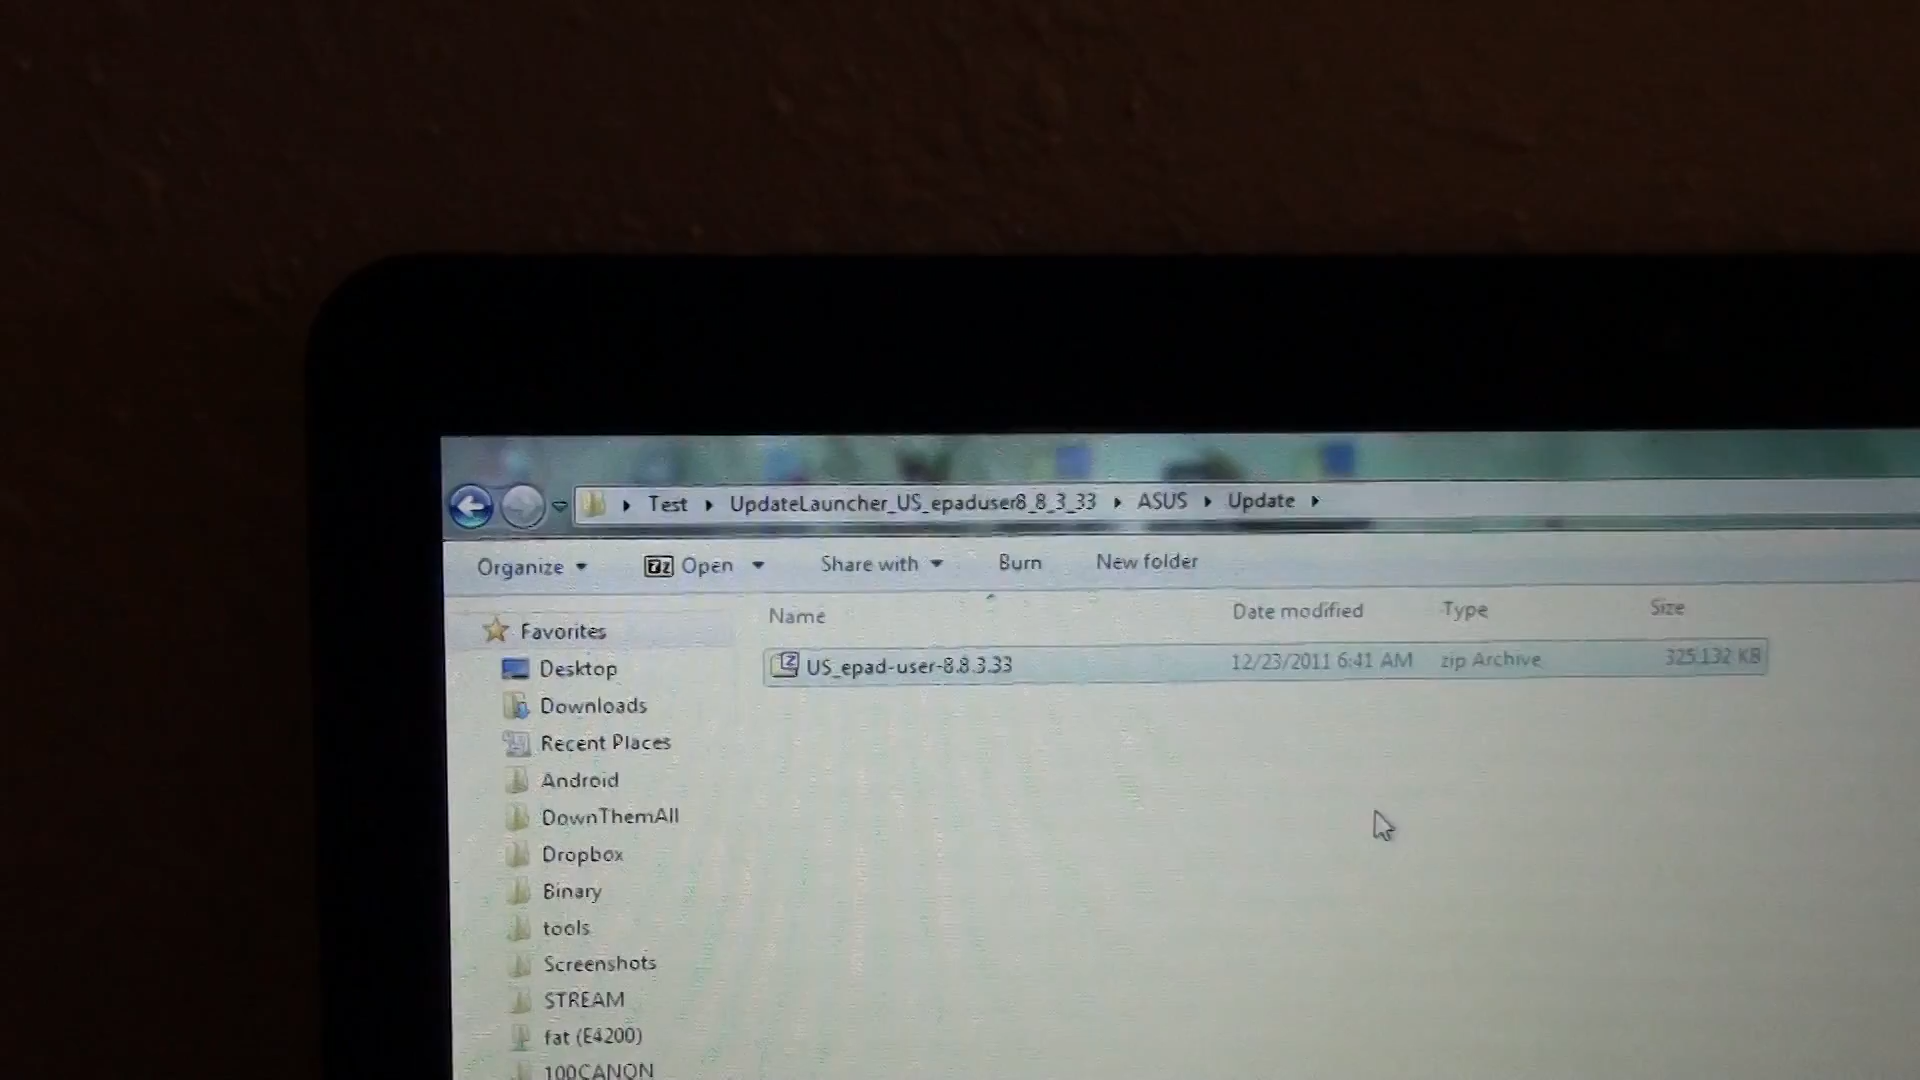 Test UpdateLauncher_US_epaduser8_8_3_33 ASUS Update
Organize Open Share with Burn New folder
Name Date modified Type Size
US_epad-user-8.8.3.33 12/23/2011 6:41 AM zip Archive 325,132 KB
Favorites
Desktop
Downloads
Recent Places
Android
DownThemAll
Dropbox
Binary
tools
Screenshots
STREAM
fat (E4200)
100CANON